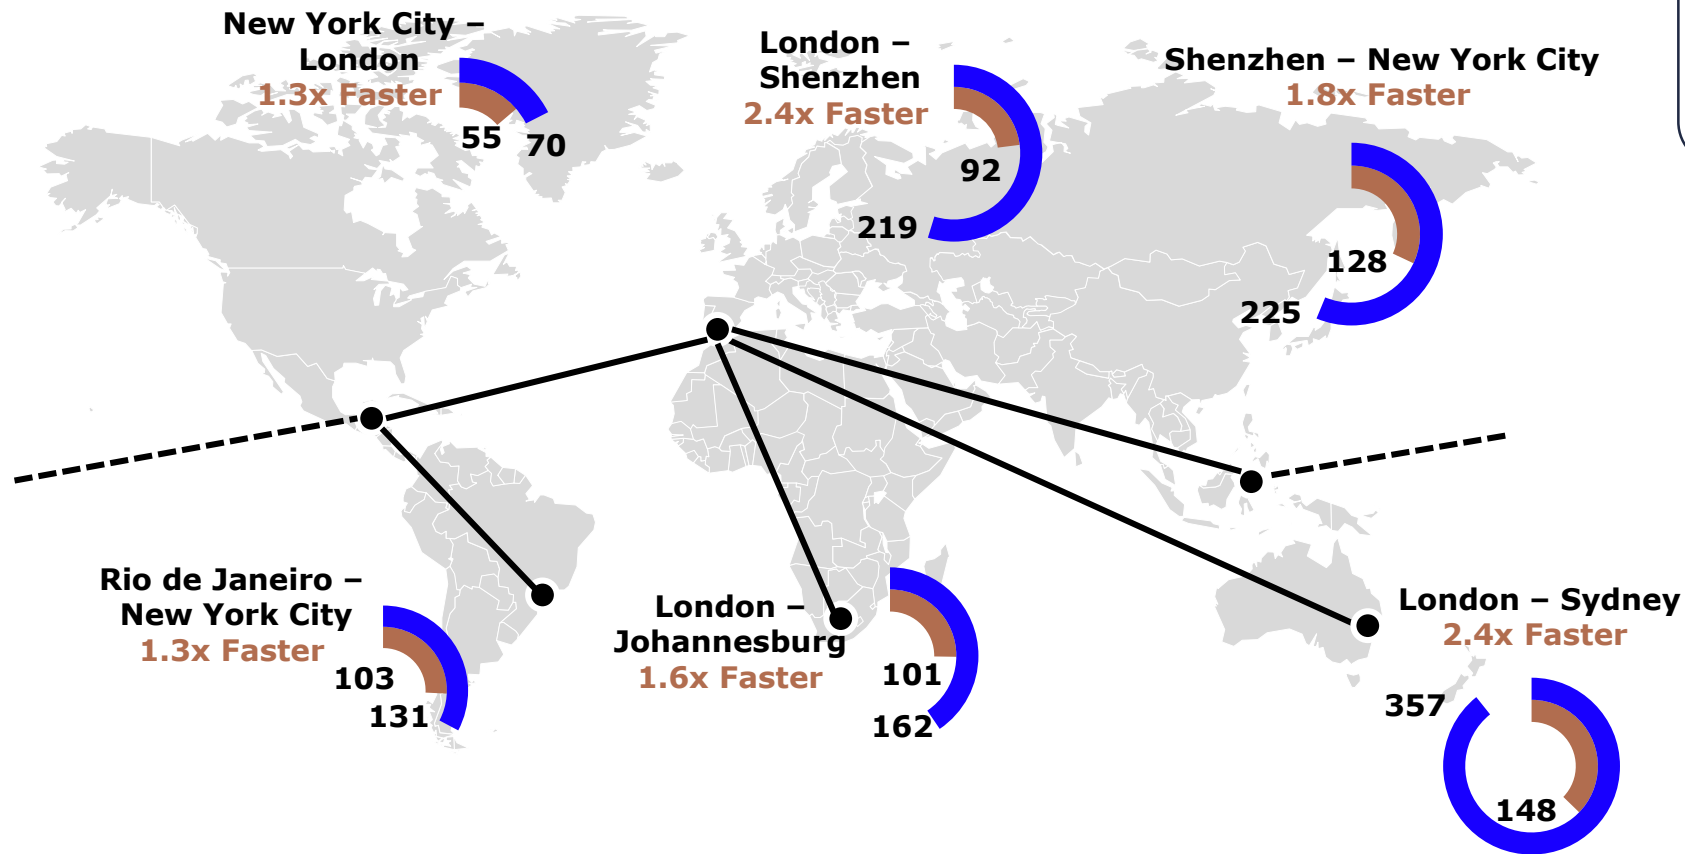 New York City –
London
1.3x Faster
55
70
London –
Shenzhen
2.4x Faster
92
219
Shenzhen – New York City
1.8x Faster
128
225
Rio de Janeiro –
New York City
1.3x Faster
103
131
London –
Johannesburg
1.6x Faster
101
162
London – Sydney
2.4x Faster
357
148